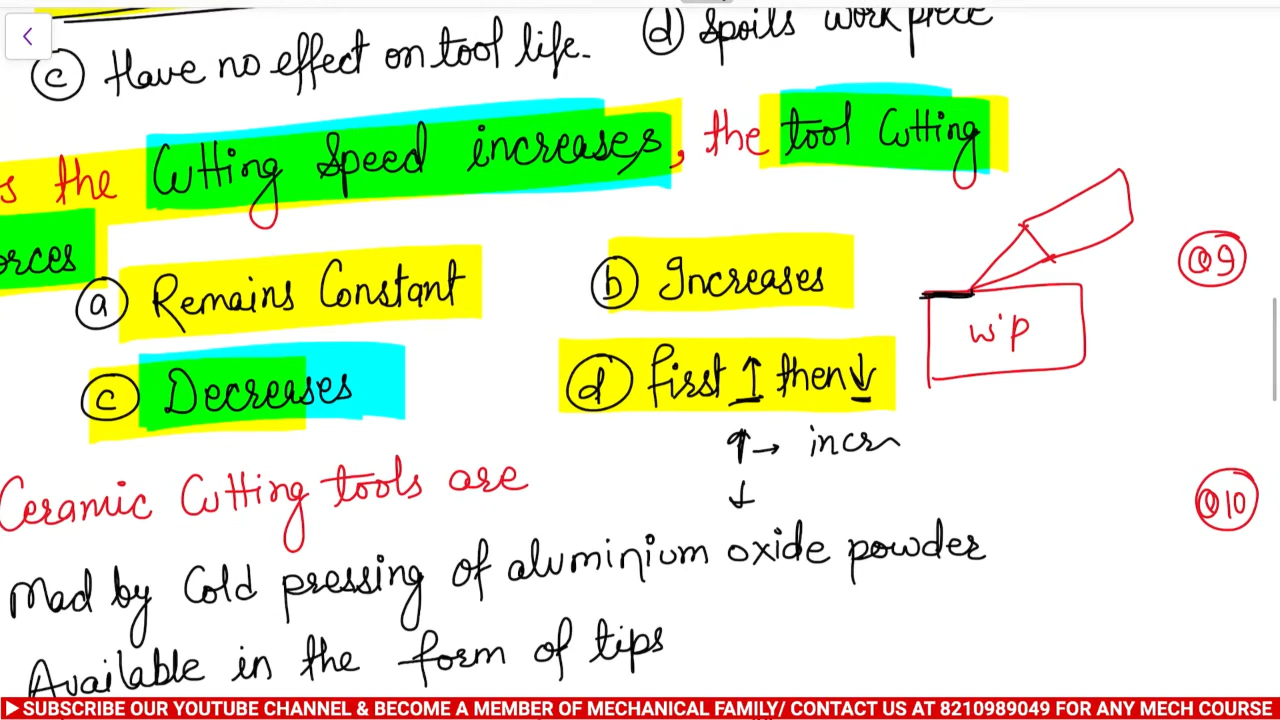 (c) Have no effect on tool life. (d) Spoils workpiece
s the Cutting Speed increases, the tool Cutting
orces
(a) Remains Constant (b) Increases
(c) Decreases (d) first ↑ then ↓
W'P
Q9
↑ → incr
↓
Ceramic Cutting tools are
Q10
Mad by Cold pressing of aluminium oxide powder
Available in the form of tips
▶ SUBSCRIBE OUR YOUTUBE CHANNEL & BECOME A MEMBER OF MECHANICAL FAMILY/ CONTACT US AT 8210989049 FOR ANY MECH COURSE